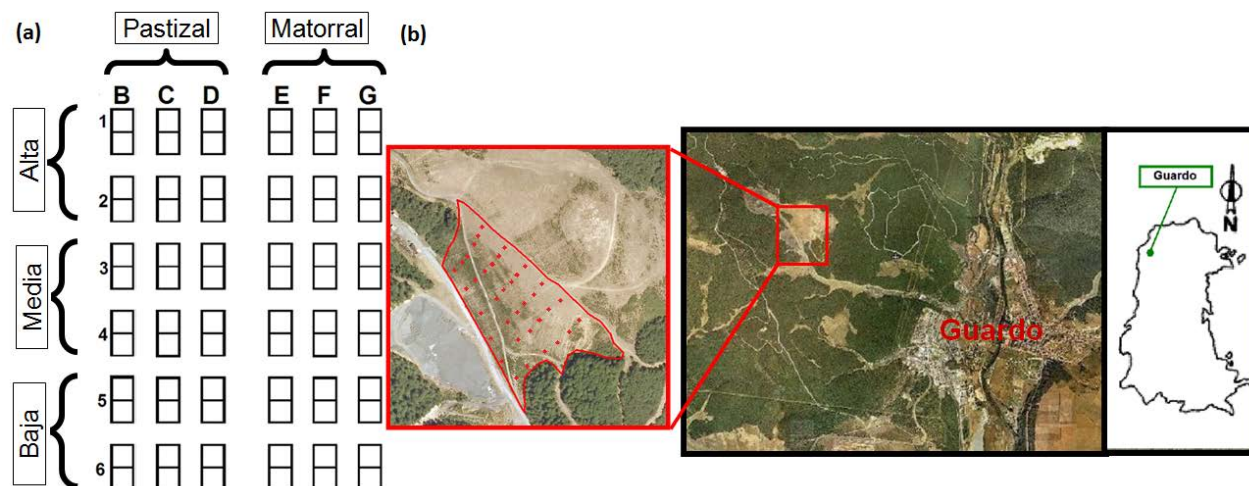 (a)
Pastizal
Matorral
B C D E F G
Alta
1
2
Media
3
4
Baja
5
6
(b)
Guardo
Guardo
N